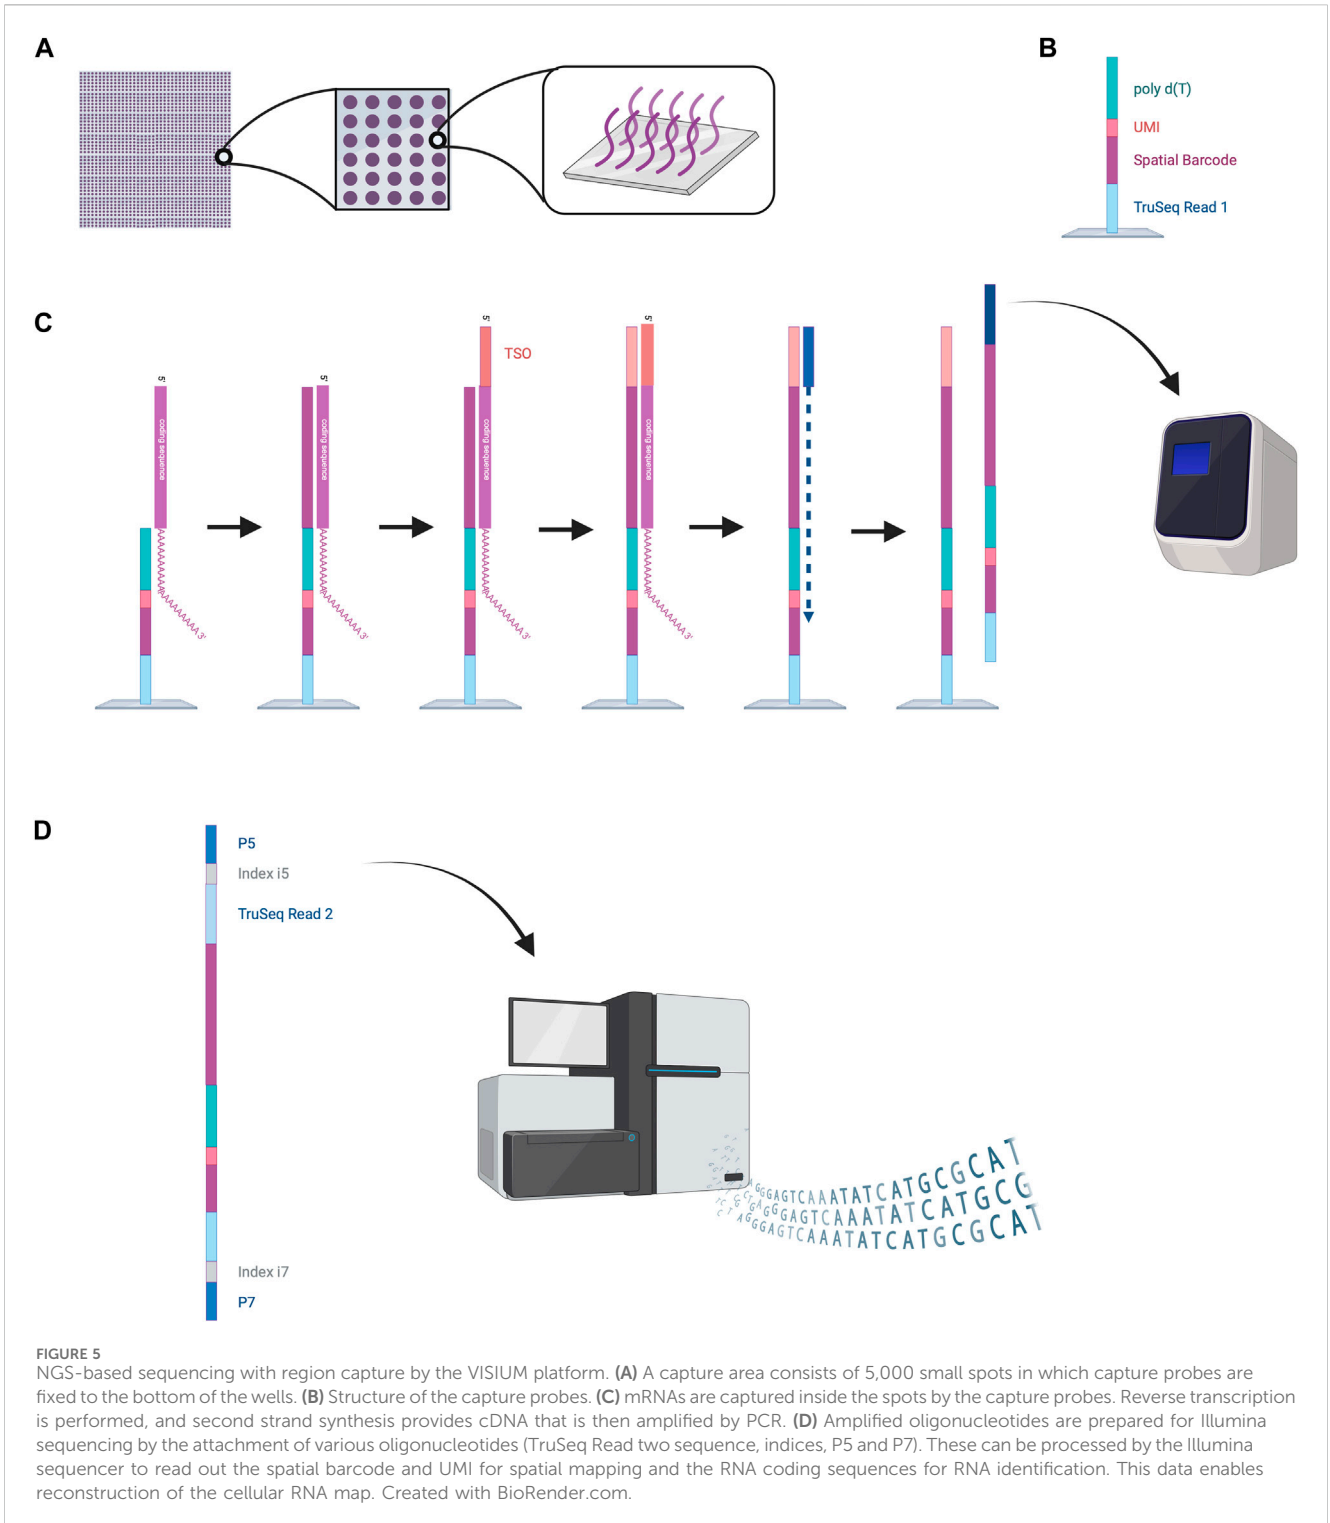 A
B
poly d(T)
UMI
Spatial Barcode
TruSeq Read 1
C
5'
5'
5'
5'
TSO
coding sequence
coding sequence
coding sequence
coding sequence
3'
3'
3'
3'
D
P5
Index i5
TruSeq Read 2
Index i7
P7
GGGAGTCAAATATCATGCGCAT
GGGAGTCAAATATCATGCG
AGGGAGTCAAATATCATGCGCAT
FIGURE 5
NGS-based sequencing with region capture by the VISIUM platform. (A) A capture area consists of 5,000 small spots in which capture probes are
fixed to the bottom of the wells. (B) Structure of the capture probes. (C) mRNAs are captured inside the spots by the capture probes. Reverse transcription
is performed, and second strand synthesis provides cDNA that is then amplified by PCR. (D) Amplified oligonucleotides are prepared for Illumina
sequencing by the attachment of various oligonucleotides (TruSeq Read two sequence, indices, P5 and P7). These can be processed by the Illumina
sequencer to read out the spatial barcode and UMI for spatial mapping and the RNA coding sequences for RNA identification. This data enables
reconstruction of the cellular RNA map. Created with BioRender.com.